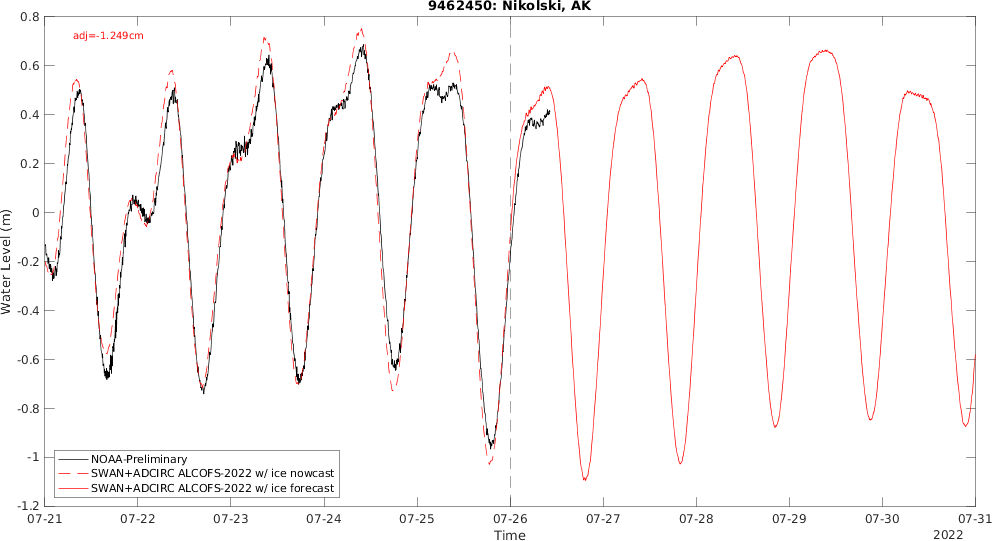 9462450: Nikolski, AK
adj=-1.249cm
0.8
0.6
0.4
0.2
0
-0.2
-0.4
-0.6
-0.8
-1
-1.2
Water Level (m)
NOAA-Preliminary
SWAN+ADCIRC ALCOFS-2022 w/ ice nowcast
SWAN+ADCIRC ALCOFS-2022 w/ ice forecast
07-21 07-22 07-23 07-24 07-25 07-26 07-27 07-28 07-29 07-30 07-31
Time
2022